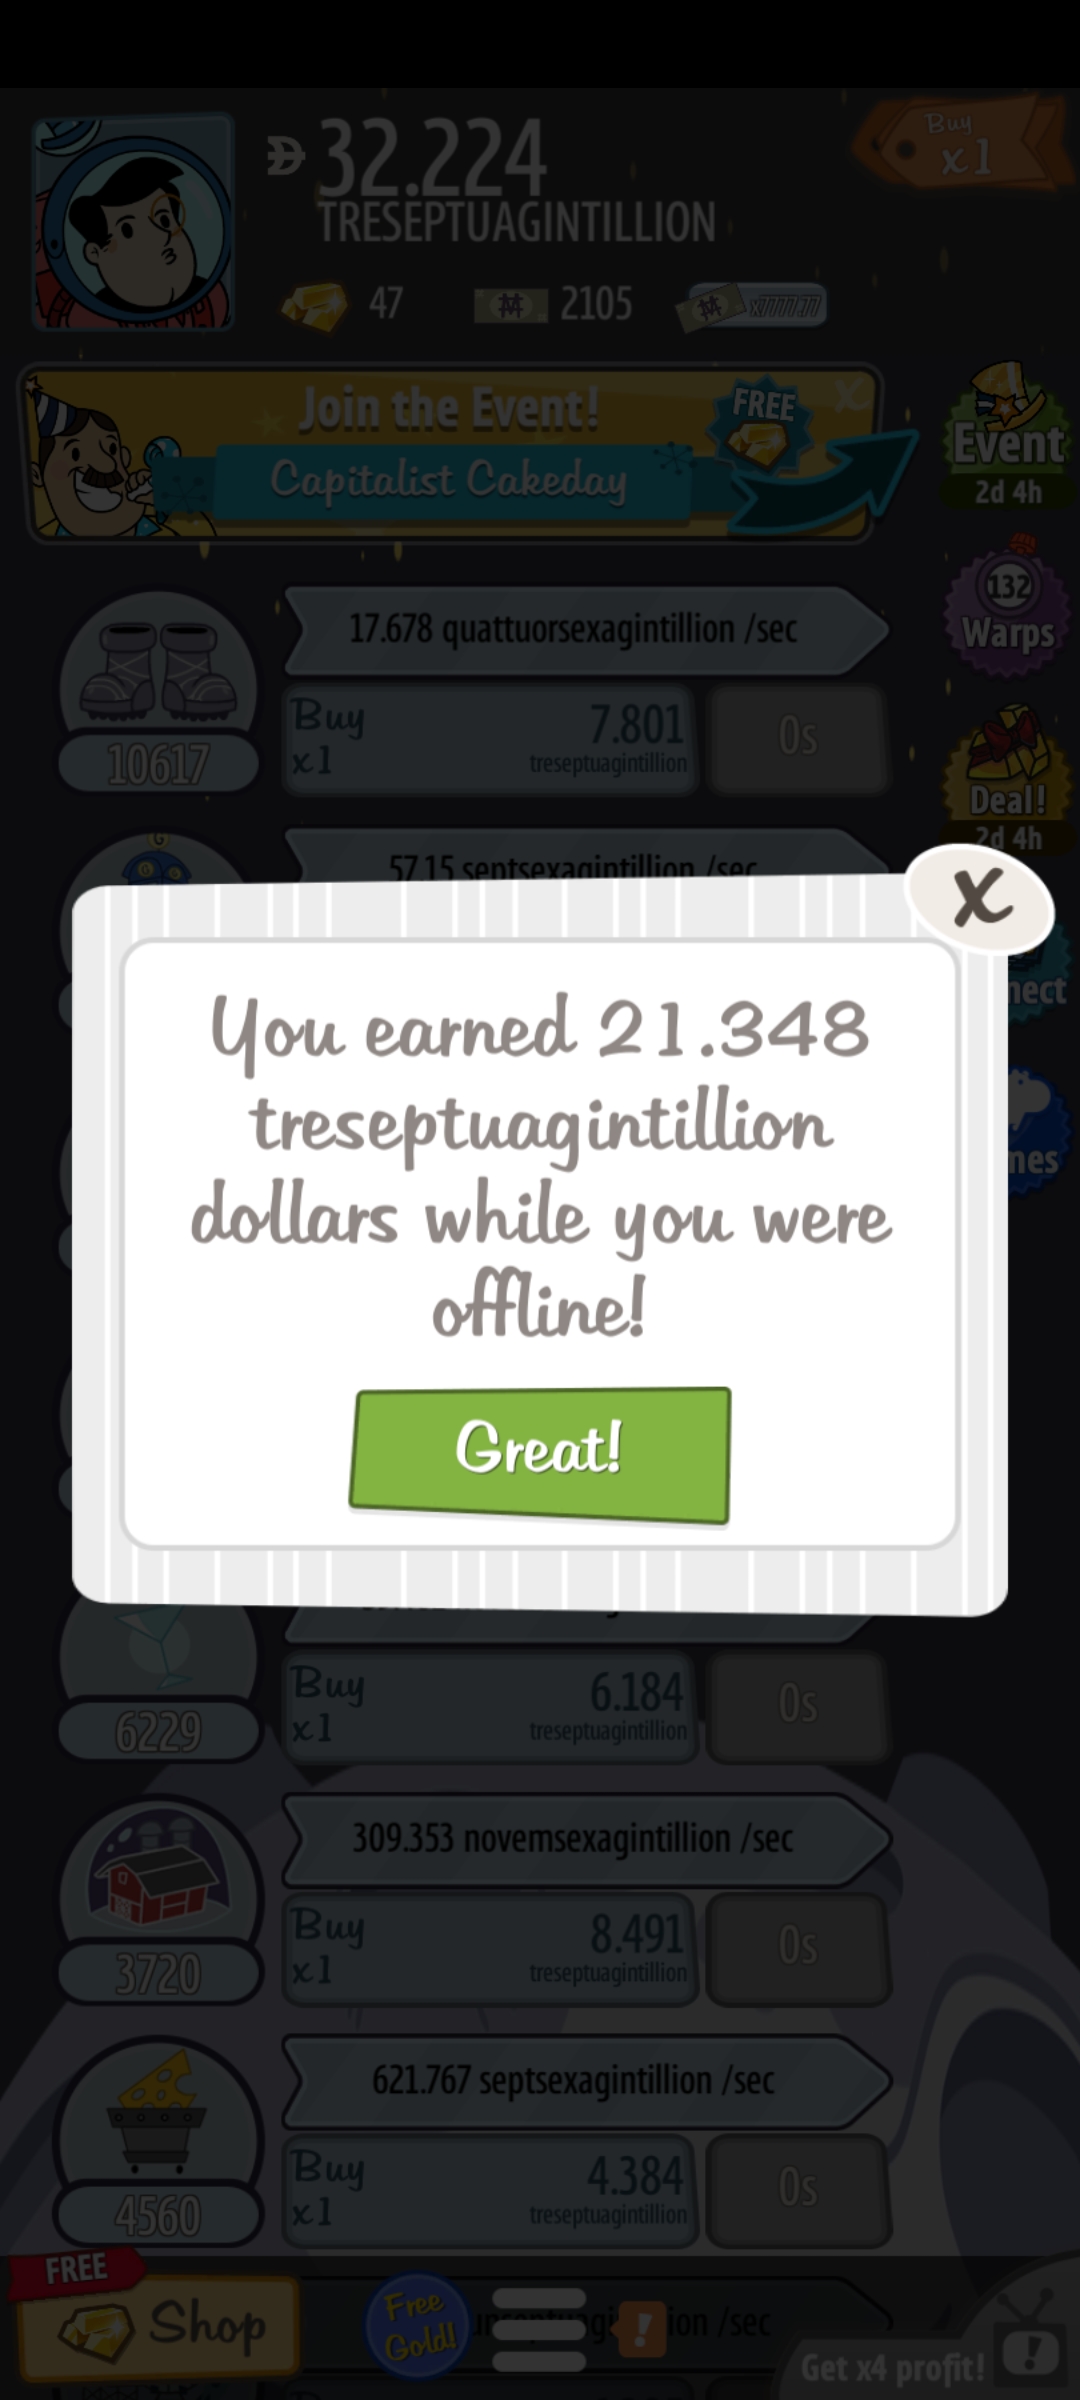 32.224
TRESEPTUAGINTILLION
Buy
x1
47
2105
Join the Event!
FREE
X
Capitalist Cakeday
Event
2d 4h
132
Warps
17.678 quattuorsexagintillion /sec
Buy
x1
7.801
treseptuagintillion
0s
10617
Deal!
2d 4h
57.15 septsexagintillion /sec
X
You earned 21.348
treseptuagintillion
dollars while you were
offline!
Great!
nect
mes
Buy
x1
6.184
treseptuagintillion
0s
6229
309.353 novemsexagintillion /sec
Buy
x1
8.491
treseptuagintillion
0s
3720
621.767 septsexagintillion /sec
Buy
x1
4.384
treseptuagintillion
0s
4560
FREE
Shop
Free
Gold!
!
ion /sec
Get x4 profit!
!